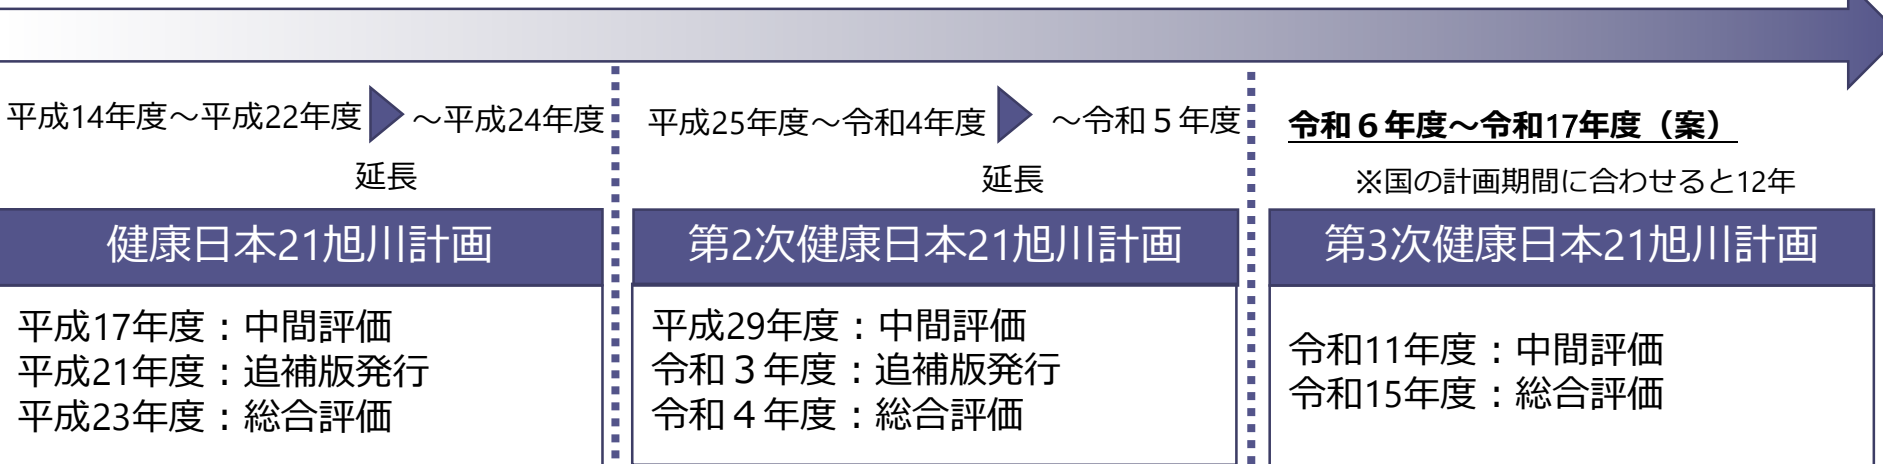 平成14年度～平成22年度 ～平成24年度
延長
健康日本21旭川計画
平成17年度：中間評価
平成21年度：追補版発行
平成23年度：総合評価
平成25年度～令和4年度 ～令和５年度
延長
第2次健康日本21旭川計画
平成29年度：中間評価
令和３年度：追補版発行
令和４年度：総合評価
令和６年度～令和17年度（案）
※国の計画期間に合わせると12年
第3次健康日本21旭川計画
令和11年度：中間評価
令和15年度：総合評価